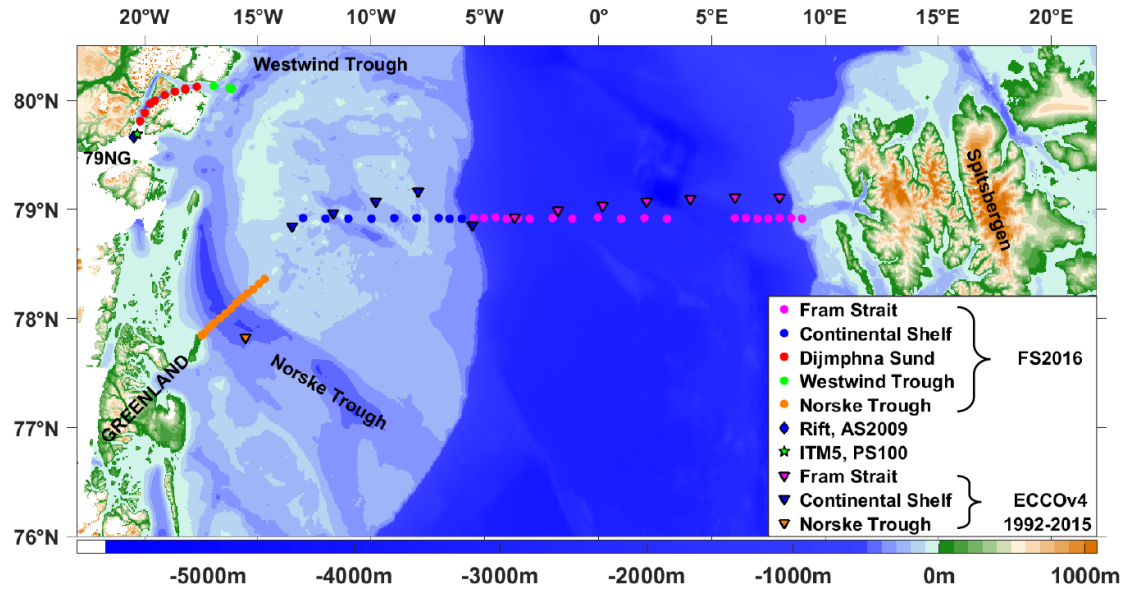 20°W 15°W 10°W 5°W 0° 5°E 10°E 15°E 20°E
80°N
79°N
78°N
77°N
76°N
Westwind Trough
79NG
Spitsbergen
GREENLAND
Norske Trough
Fram Strait
Continental Shelf
Dijmphna Sund
Westwind Trough
Norske Trough
FS2016
Rift, AS2009
ITM5, PS100
Fram Strait
Continental Shelf
Norske Trough
ECCOv4
1992-2015
-5000m -4000m -3000m -2000m -1000m 0m 1000m